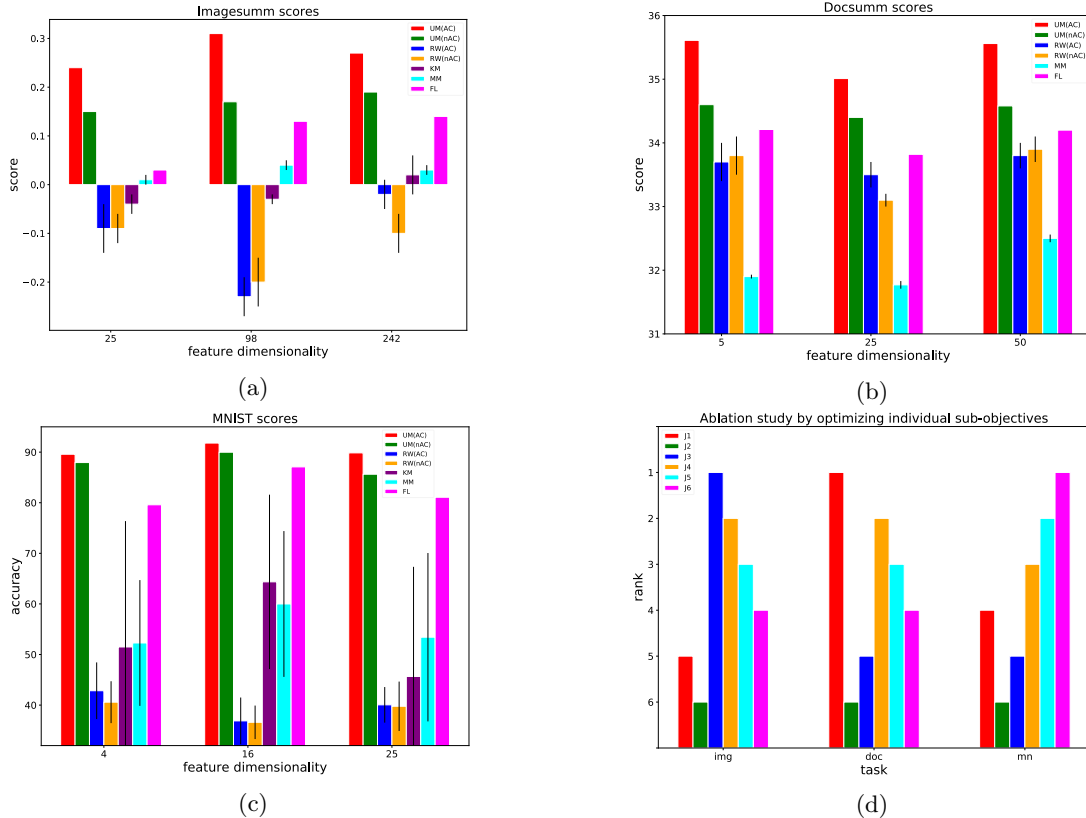 Imagesumm scores
UM(AC)
UM(nAC)
RW(AC)
RW(nAC)
KM
MM
FL
0.3
0.2
0.1
0.0
−0.1
−0.2
score
25 98 242
feature dimensionality
(a)
Docsumm scores
UM(AC)
UM(nAC)
RW(AC)
RW(nAC)
MM
FL
36
35
34
33
32
31
score
5 25 50
feature dimensionality
(b)
MNIST scores
UM(AC)
UM(nAC)
RW(AC)
RW(nAC)
KM
MM
FL
90
80
70
60
50
40
accuracy
4 16 25
feature dimensionality
(c)
Ablation study by optimizing individual sub-objectives
J1
J2
J3
J4
J5
J6
1
2
3
4
5
6
rank
img doc mn
task
(d)